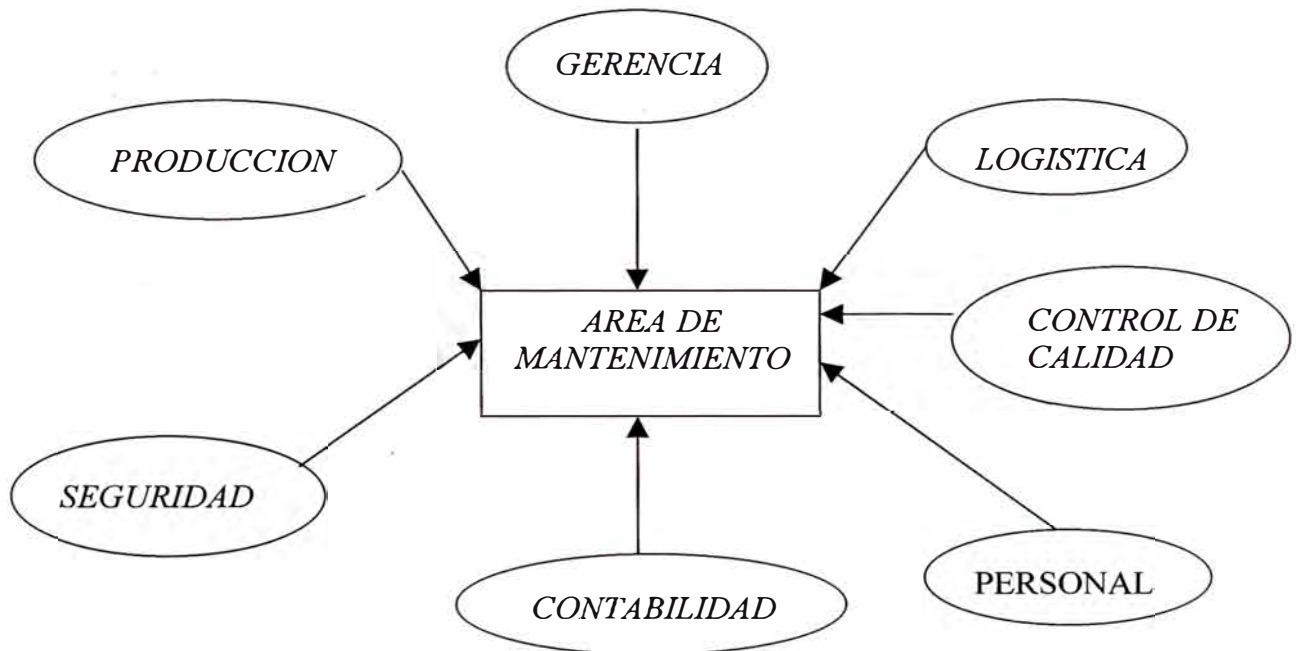 GERENCIA
PRODUCCION
LOGISTICA
AREA DE
MANTENIMIENTO
CONTROL DE
CALIDAD
SEGURIDAD
CONTABILIDAD
PERSONAL